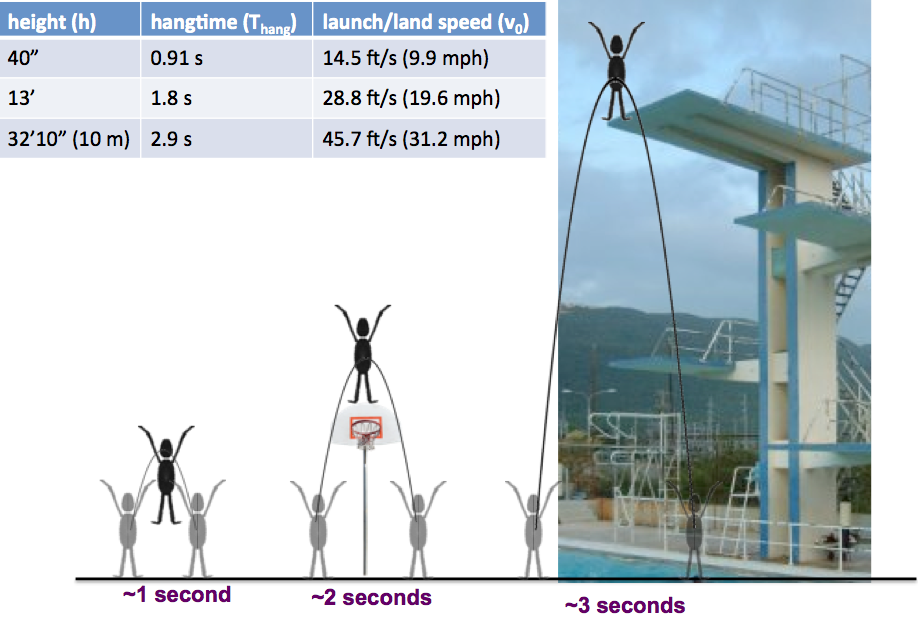 height (h) hangtime (Thang) launch/land speed (v0)
40” 0.91 s 14.5 ft/s (9.9 mph)
13’ 1.8 s 28.8 ft/s (19.6 mph)
32’10” (10 m) 2.9 s 45.7 ft/s (31.2 mph)
~1 second
~2 seconds
~3 seconds